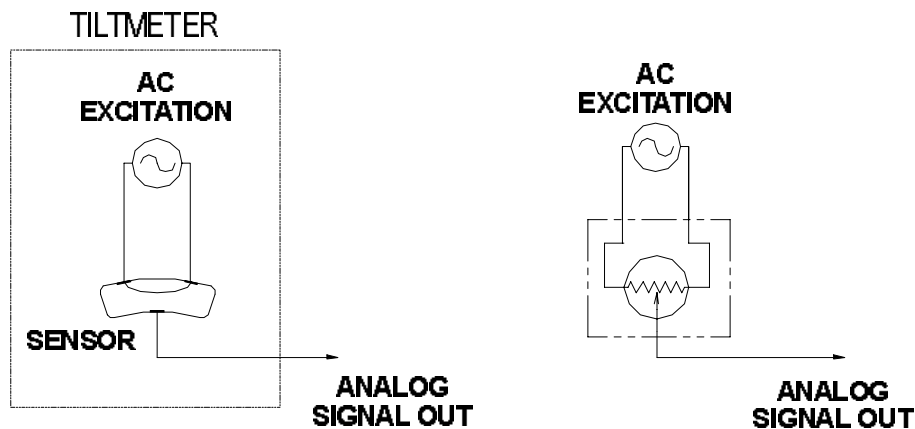 TILTMETER
AC
EXCITATION
SENSOR
ANALOG
SIGNAL OUT
AC
EXCITATION
ANALOG
SIGNAL OUT